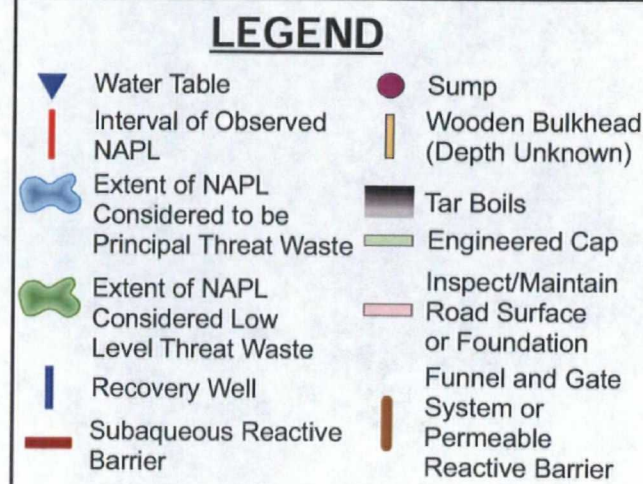 LEGEND
Water Table
Interval of Observed
NAPL
Extent of NAPL
Considered to be
Principal Threat Waste
Extent of NAPL
Considered Low
Level Threat Waste
Recovery Well
Subaqueous Reactive
Barrier
Sump
Wooden Bulkhead
(Depth Unknown)
Tar Boils
Engineered Cap
Inspect/Maintain
Road Surface
or Foundation
Funnel and Gate
System or
Permeable
Reactive Barrier